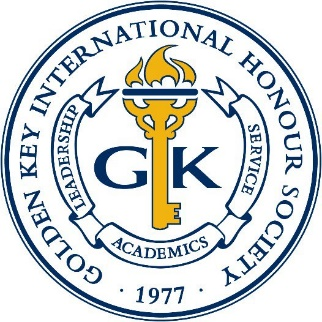 GOLDEN KEY INTERNATIONAL HONOUR SOCIETY
LEADERSHIP
ACADEMICS
SERVICE
GK
· 1977 ·